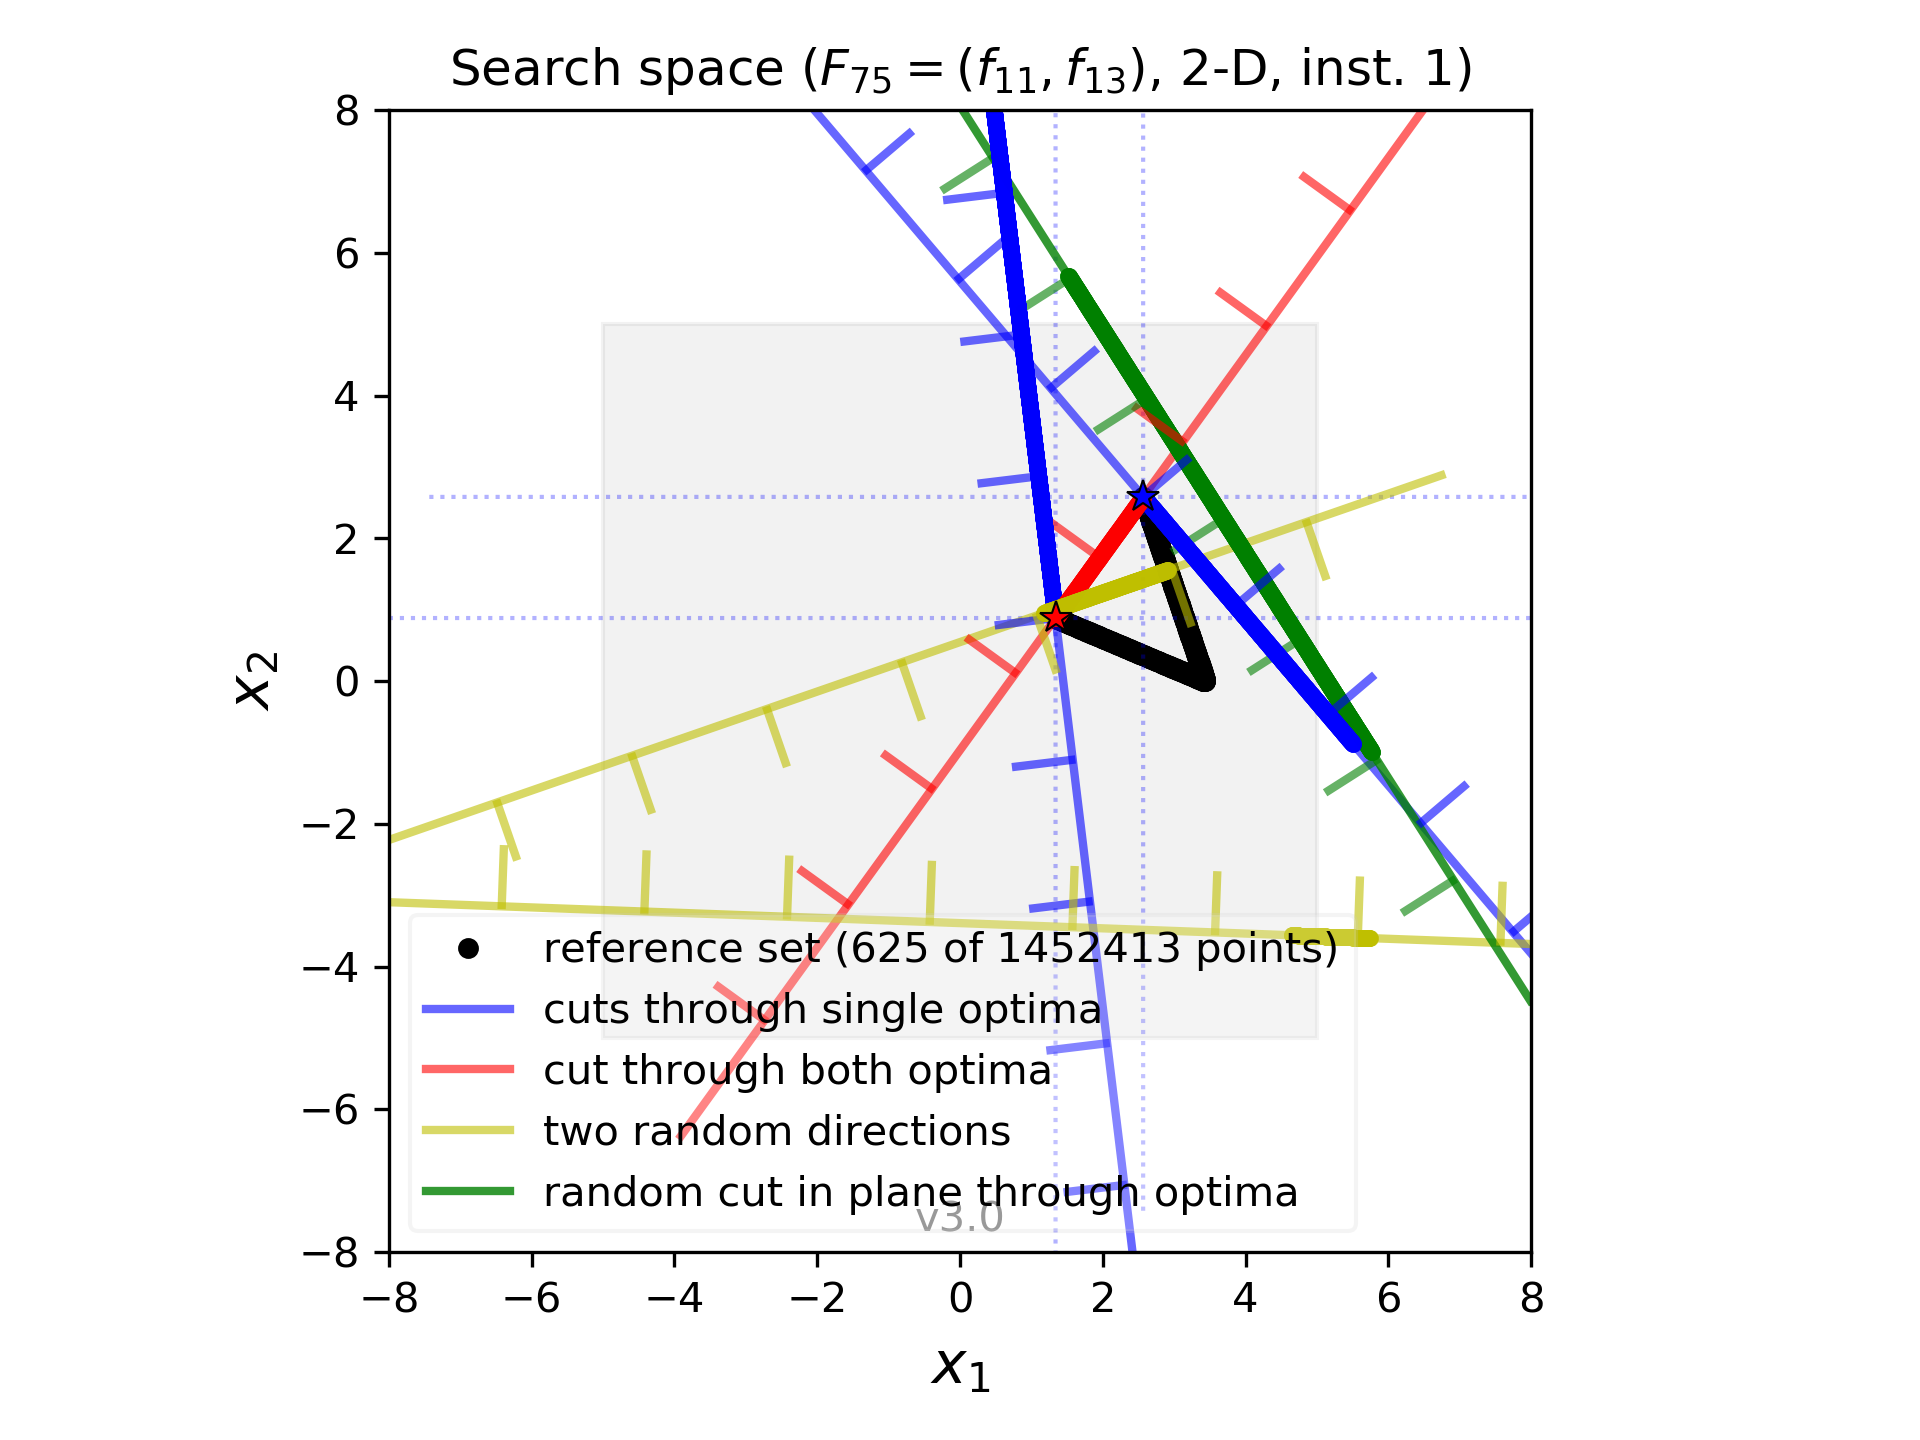 Search space (F75 = (f11, f13), 2-D, inst. 1)
8
6
4
2
0
−2
−4
−6
−8
x2
reference set (625 of 1452413 points)
cuts through single optima
cut through both optima
two random directions
random cut in plane through optima
v3.0
−8 −6 −4 −2 0 2 4 6 8
x1